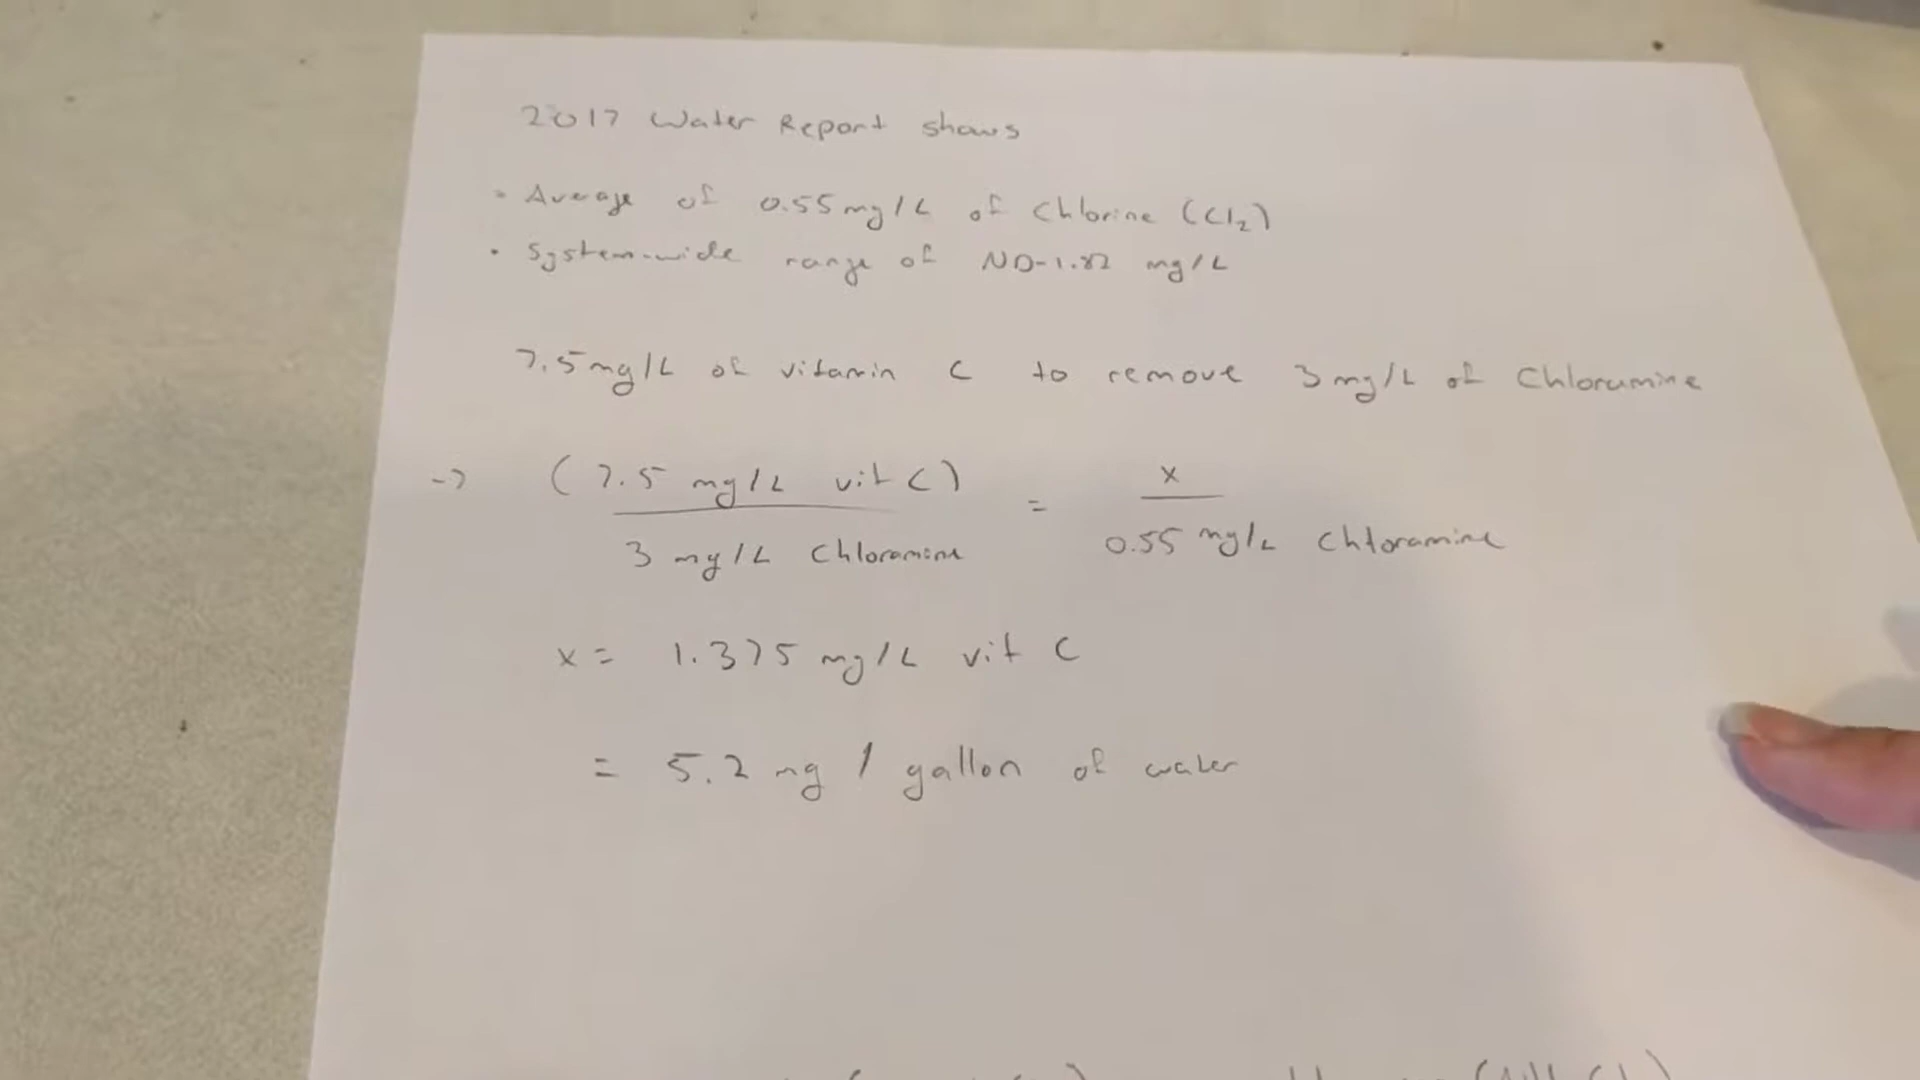 2017 Water Report shows
• Average of 0.55 mg/L of Chlorine (Cl₂)
• System-wide range of ND-1.82 mg/L
7.5 mg/L of vitamin C to remove 3 mg/L of Chloramine
→ (7.5 mg/L vit C) = x
3 mg/L Chloramine 0.55 mg/L Chloramine
x = 1.375 mg/L vit C
= 5.2 mg / gallon of water